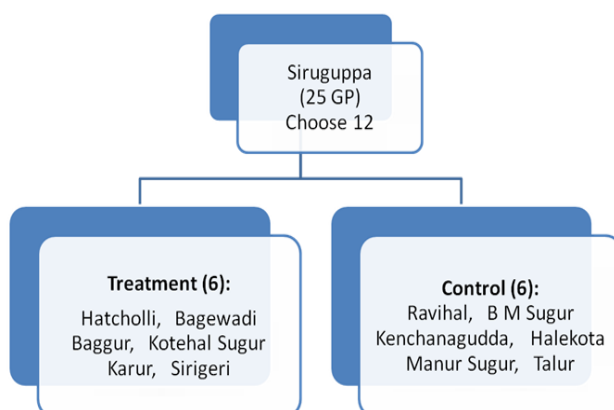 Siruguppa
(25 GP)
Choose 12
Treatment (6):
Hatcholli, Bagewadi
Baggur, Kotehal Sugur
Karur, Sirigeri
Control (6):
Ravihal, B M Sugur
Kenchanagudda, Halekota
Manur Sugur, Talur